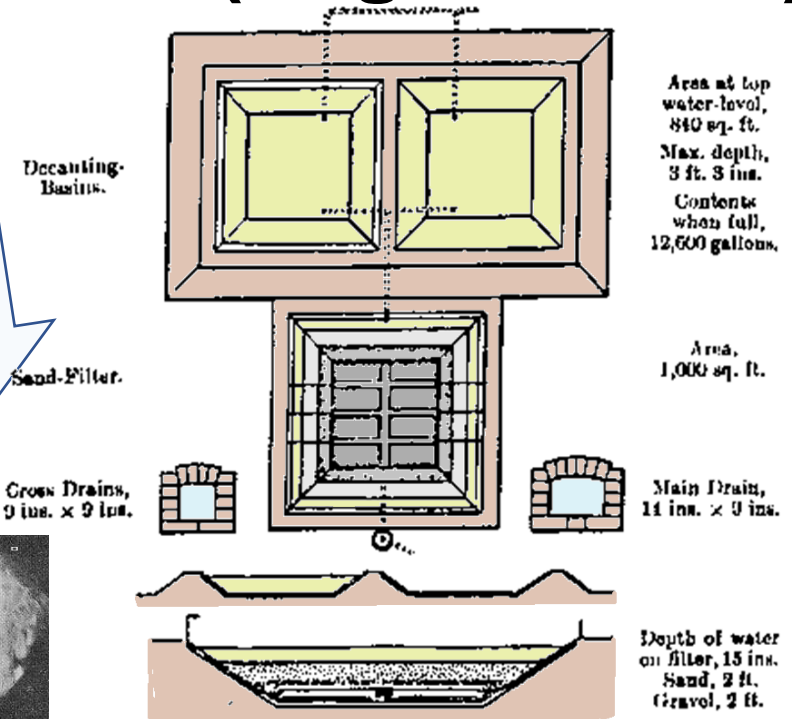 Decanting-
Basins.
Area at top
water-level,
840 sq. ft.
Max. depth,
3 ft. 3 ins.
Contents
when full,
12,600 gallons.
Sand-Filter.
Area,
1,000 sq. ft.
Cross Drains,
9 ins. × 9 ins.
Main Drain,
14 ins. × 9 ins.
Depth of water
on filter, 15 ins.
Sand, 2 ft.
Gravel, 2 ft.